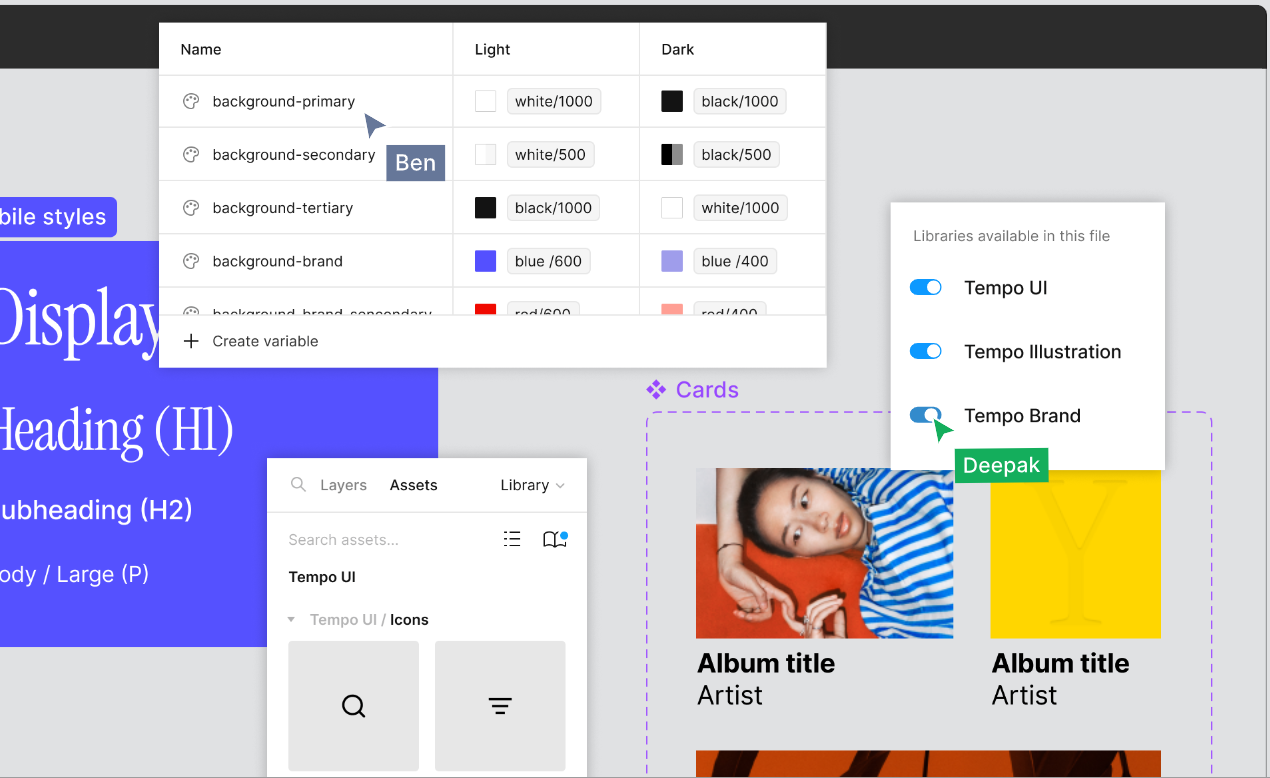 Name Light Dark
background-primary white/1000 black/1000
Ben
background-secondary white/500 black/500
background-tertiary black/1000 white/1000
background-brand blue /600 blue /400
background-brand-sencondary red/600 red/400
Create variable
bile styles
Display
Heading (H1)
ubheading (H2)
ody / Large (P)
Layers Assets Library
Search assets...
Tempo UI
Tempo UI / Icons
Libraries available in this file
Tempo UI
Tempo Illustration
Tempo Brand
Deepak
Cards
Y
Album title
Artist
Album title
Artist